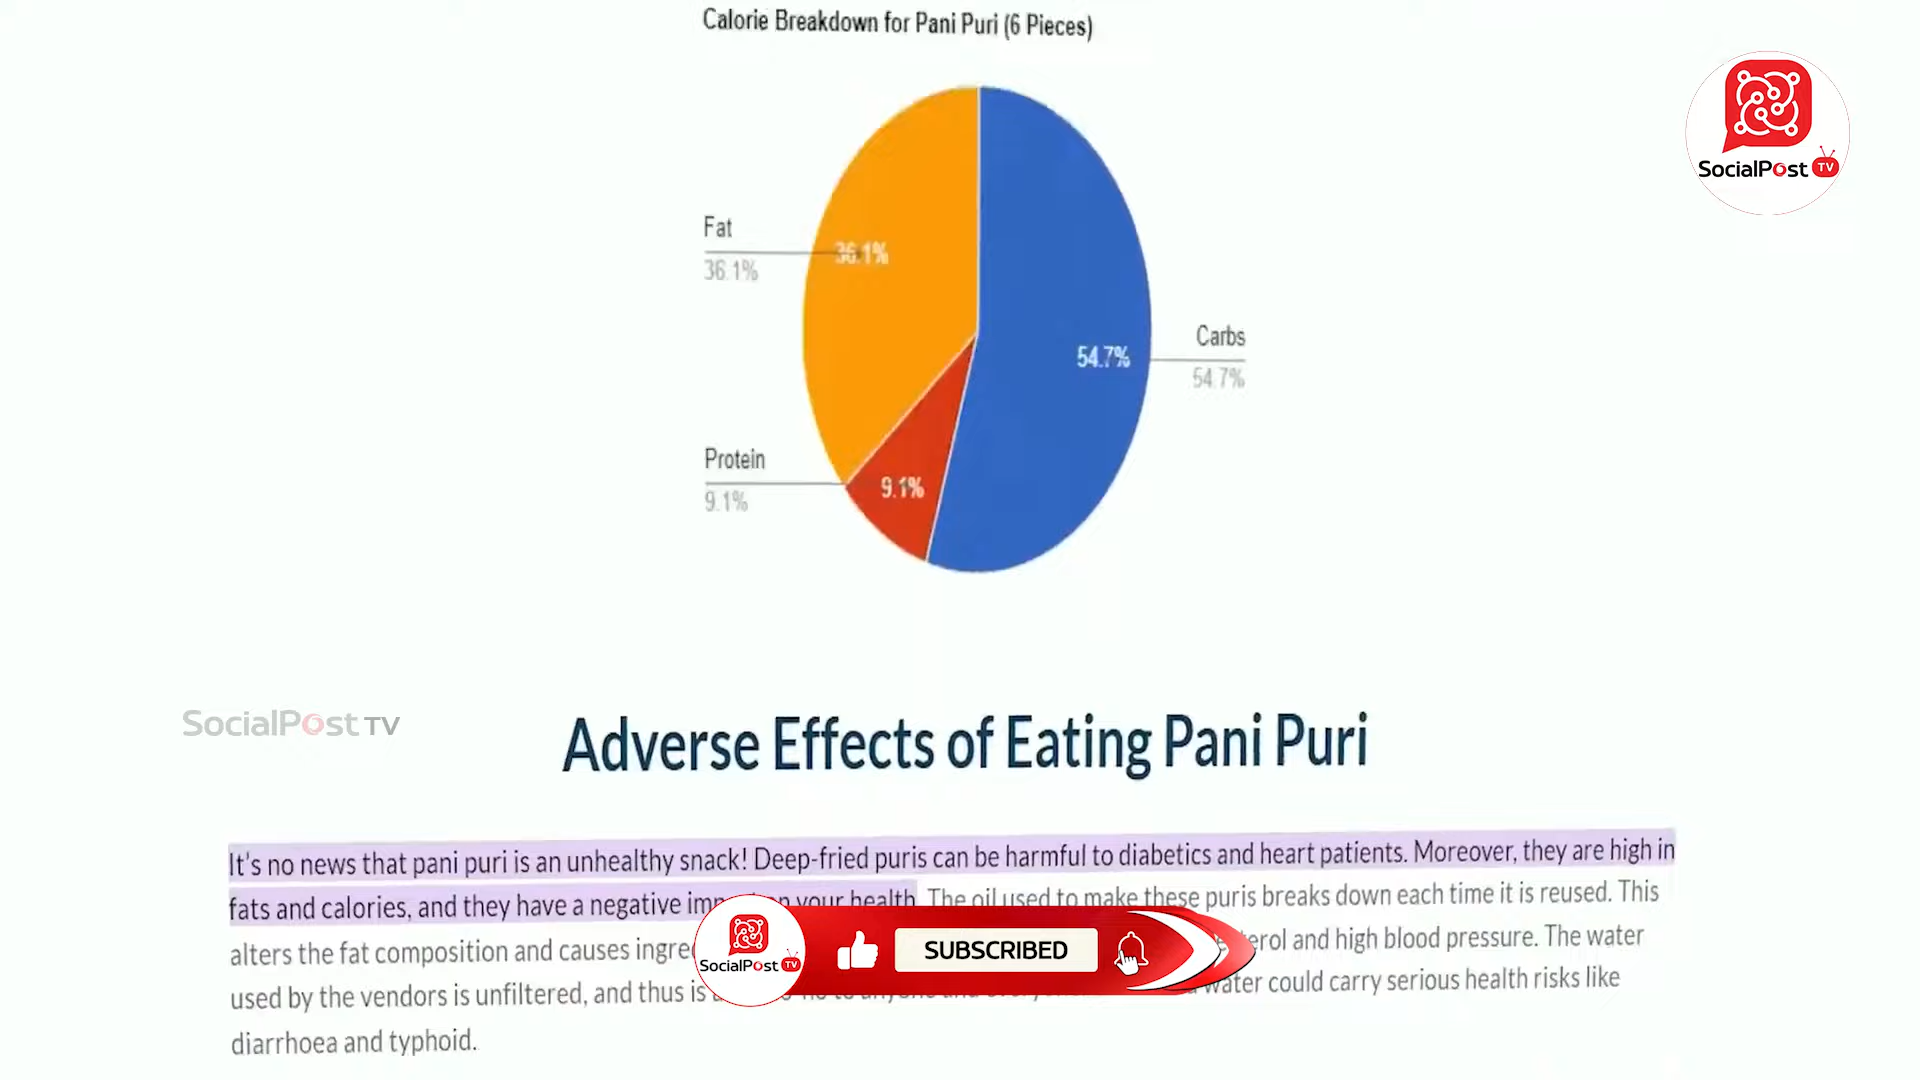 Calorie Breakdown for Pani Puri (6 Pieces)
SocialPost TV
Fat
36.1%
36.1%
Carbs
54.7%
54.7%
Protein
9.1%
9.1%
SocialPost TV
Adverse Effects of Eating Pani Puri
It's no news that pani puri is an unhealthy snack! Deep-fried puris can be harmful to diabetics and heart patients. Moreover, they are high in
fats and calories, and they have a negative your health. The oil used to make these puris breaks down each time it is reused. This
alters the fat composition and causes and high blood pressure. The water
used by the vendors is unfiltered, and thus is water could carry serious health risks like
diarrhoea and typhoid.
SocialPost TV
SUBSCRIBED